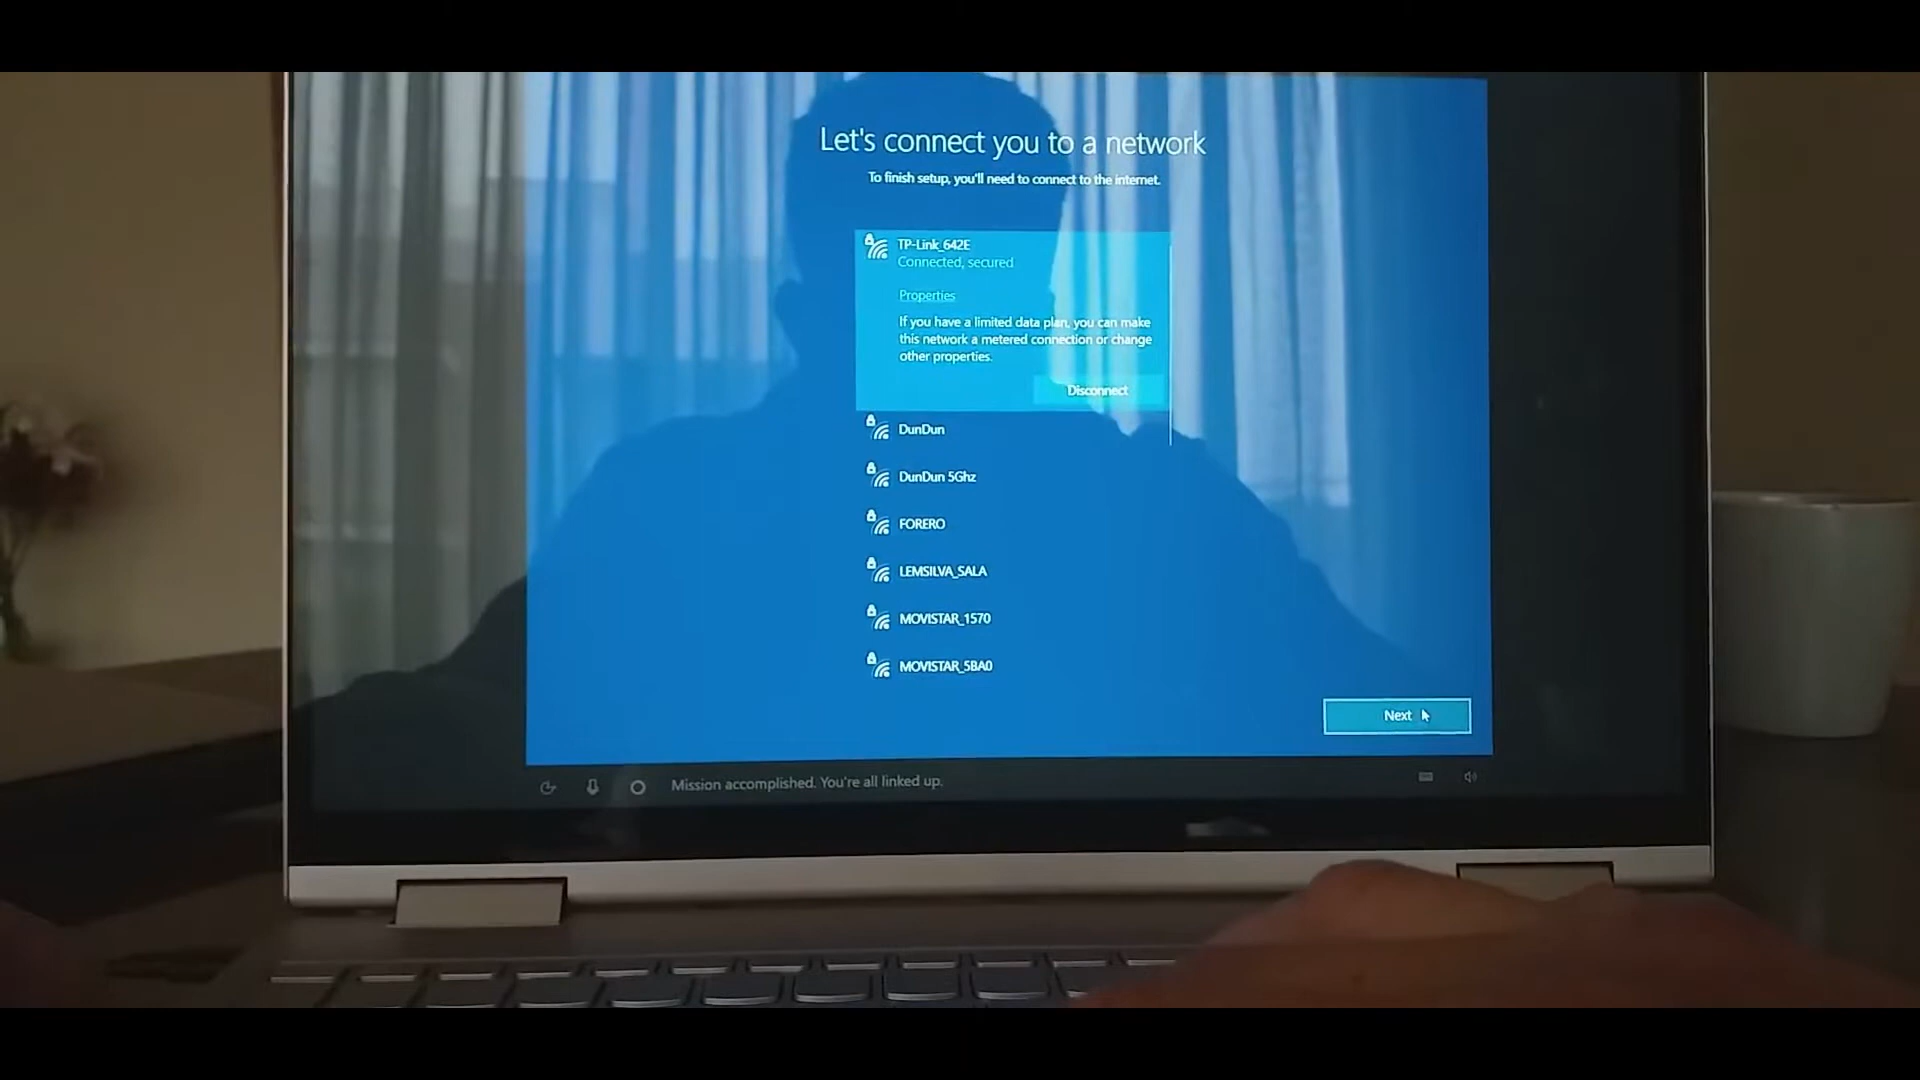 Let's connect you to a network
To finish setup, you'll need to connect to the internet.
TP-Link_642E
Connected, secured
Properties
If you have a limited data plan, you can make
this network a metered connection or change
other properties.
Disconnect
DunDun
DunDun 5Ghz
FORERO
LEMSILVA_SALA
MOVISTAR_1570
MOVISTAR_5BA0
Next
Mission accomplished. You're all linked up.